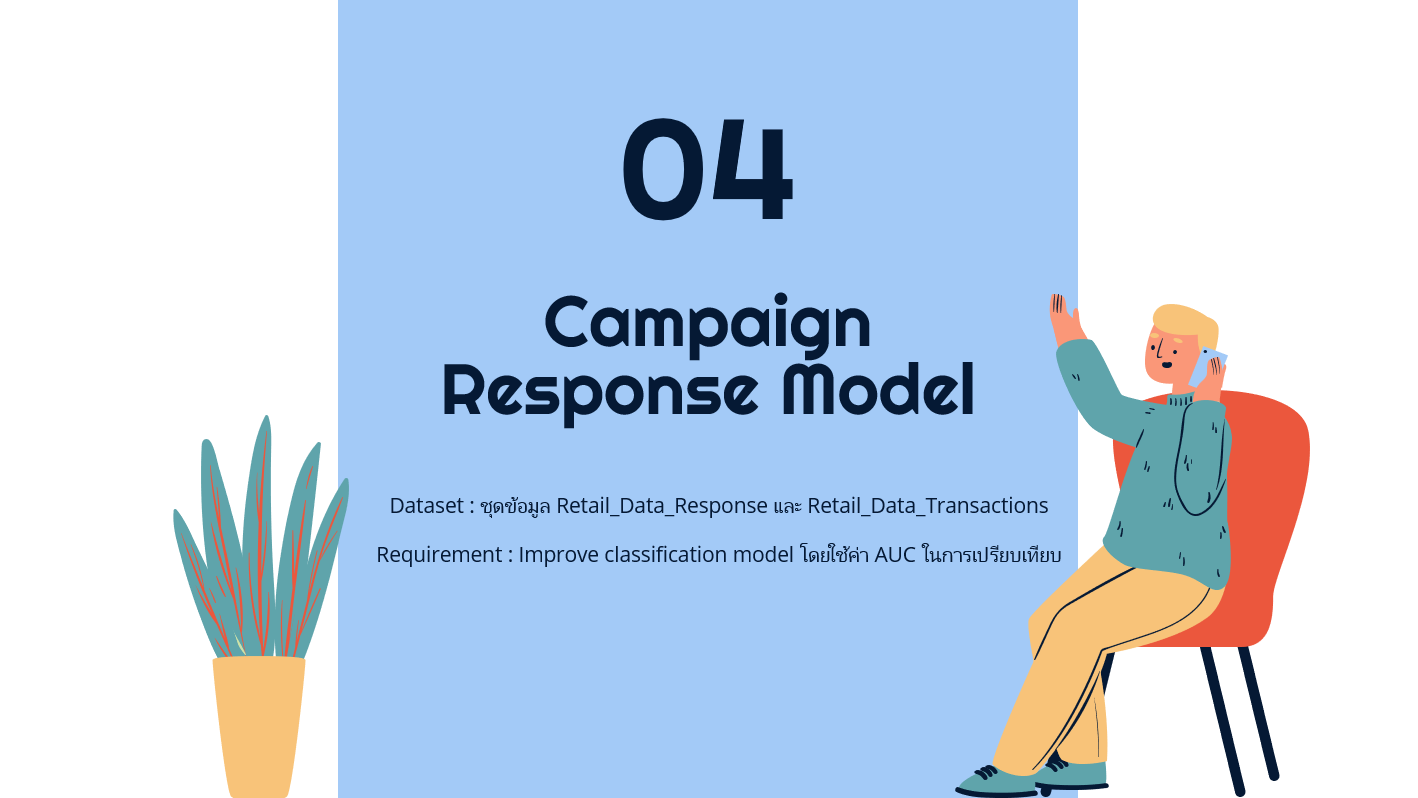 04
Campaign
Response Model
Dataset : ชุดข้อมูล Retail_Data_Response และ Retail_Data_Transactions
Requirement : Improve classification model โดยใช้ค่า AUC ในการเปรียบเทียบ